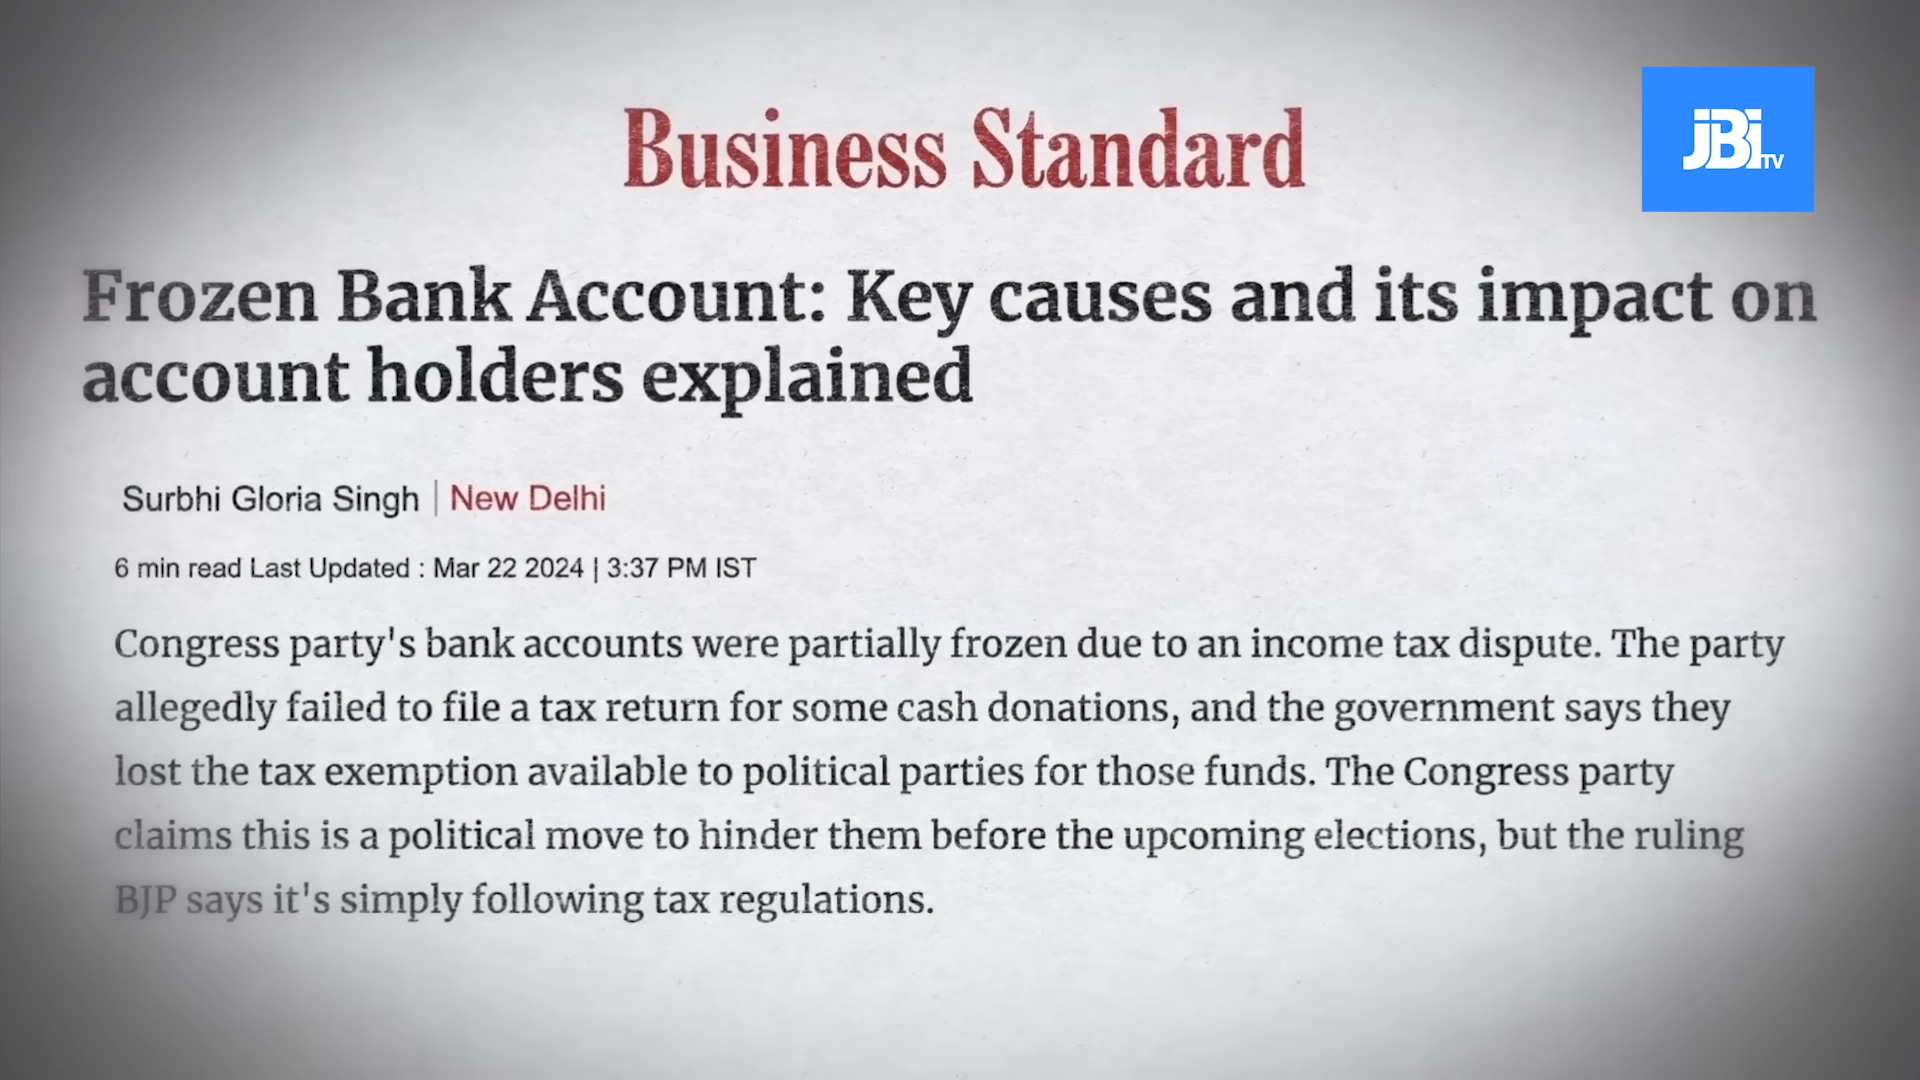 Business Standard
JBi TV
Frozen Bank Account: Key causes and its impact on
account holders explained
Surbhi Gloria Singh | New Delhi
6 min read Last Updated : Mar 22 2024 | 3:37 PM IST
Congress party's bank accounts were partially frozen due to an income tax dispute. The party
allegedly failed to file a tax return for some cash donations, and the government says they
lost the tax exemption available to political parties for those funds. The Congress party
claims this is a political move to hinder them before the upcoming elections, but the ruling
BJP says it's simply following tax regulations.